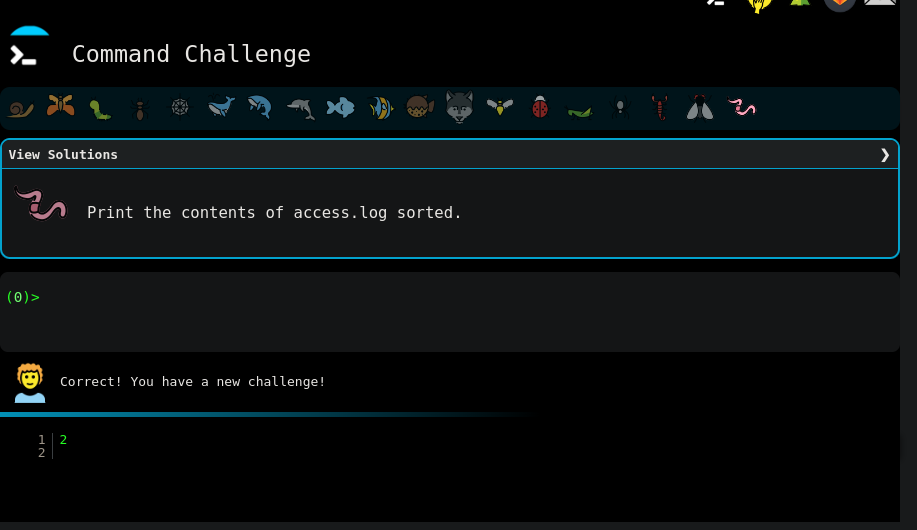 Command Challenge
View Solutions ❯
Print the contents of access.log sorted.
(0)>
Correct! You have a new challenge!
1 2
2